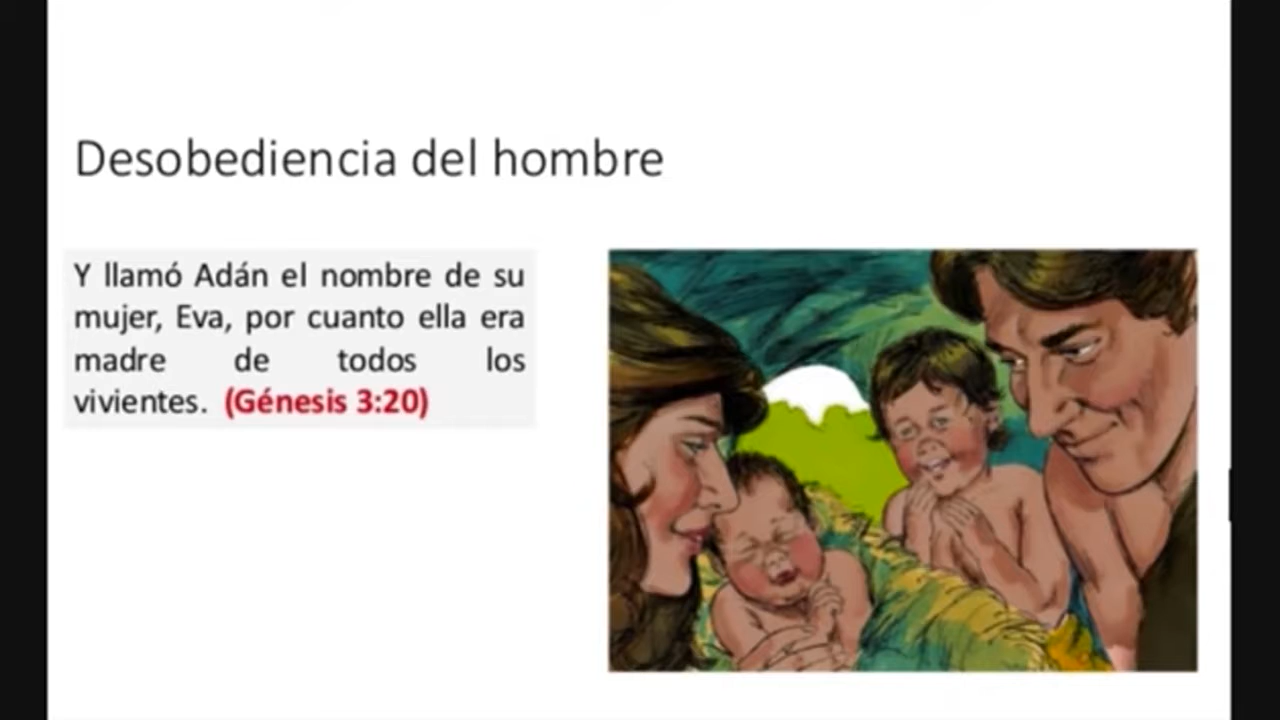 Desobediencia del hombre
Y llamó Adán el nombre de su
mujer, Eva, por cuanto ella era
madre de todos los
vivientes. (Génesis 3:20)